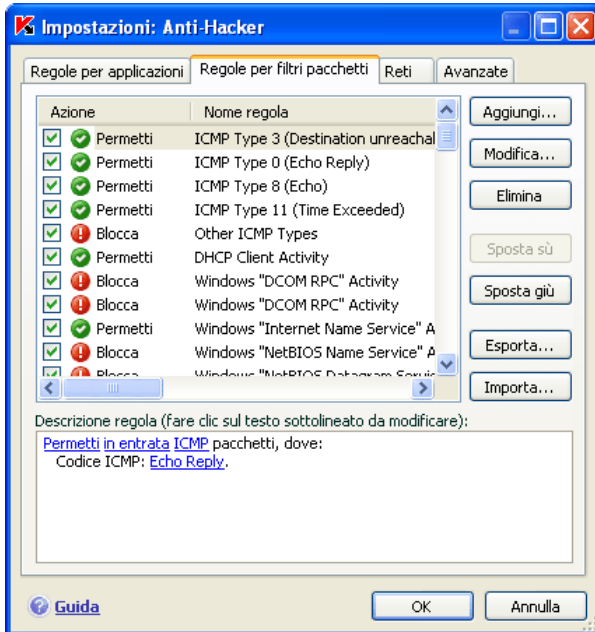 Impostazioni: Anti-Hacker
Regole per applicazioni Regole per filtri pacchetti Reti Avanzate
Azione Nome regola
Permetti ICMP Type 3 (Destination unreachal
Permetti ICMP Type 0 (Echo Reply)
Permetti ICMP Type 8 (Echo)
Permetti ICMP Type 11 (Time Exceeded)
Blocca Other ICMP Types
Permetti DHCP Client Activity
Blocca Windows "DCOM RPC" Activity
Blocca Windows "DCOM RPC" Activity
Permetti Windows "Internet Name Service" A
Blocca Windows "NetBIOS Name Service" A
Blocca Windows "NetBIOS Datagram Servic
Aggiungi...
Modifica...
Elimina
Sposta sù
Sposta giù
Esporta...
Importa...
Descrizione regola (fare clic sul testo sottolineato da modificare):
Permetti in entrata ICMP pacchetti, dove:
Codice ICMP: Echo Reply.
Guida
OK
Annulla